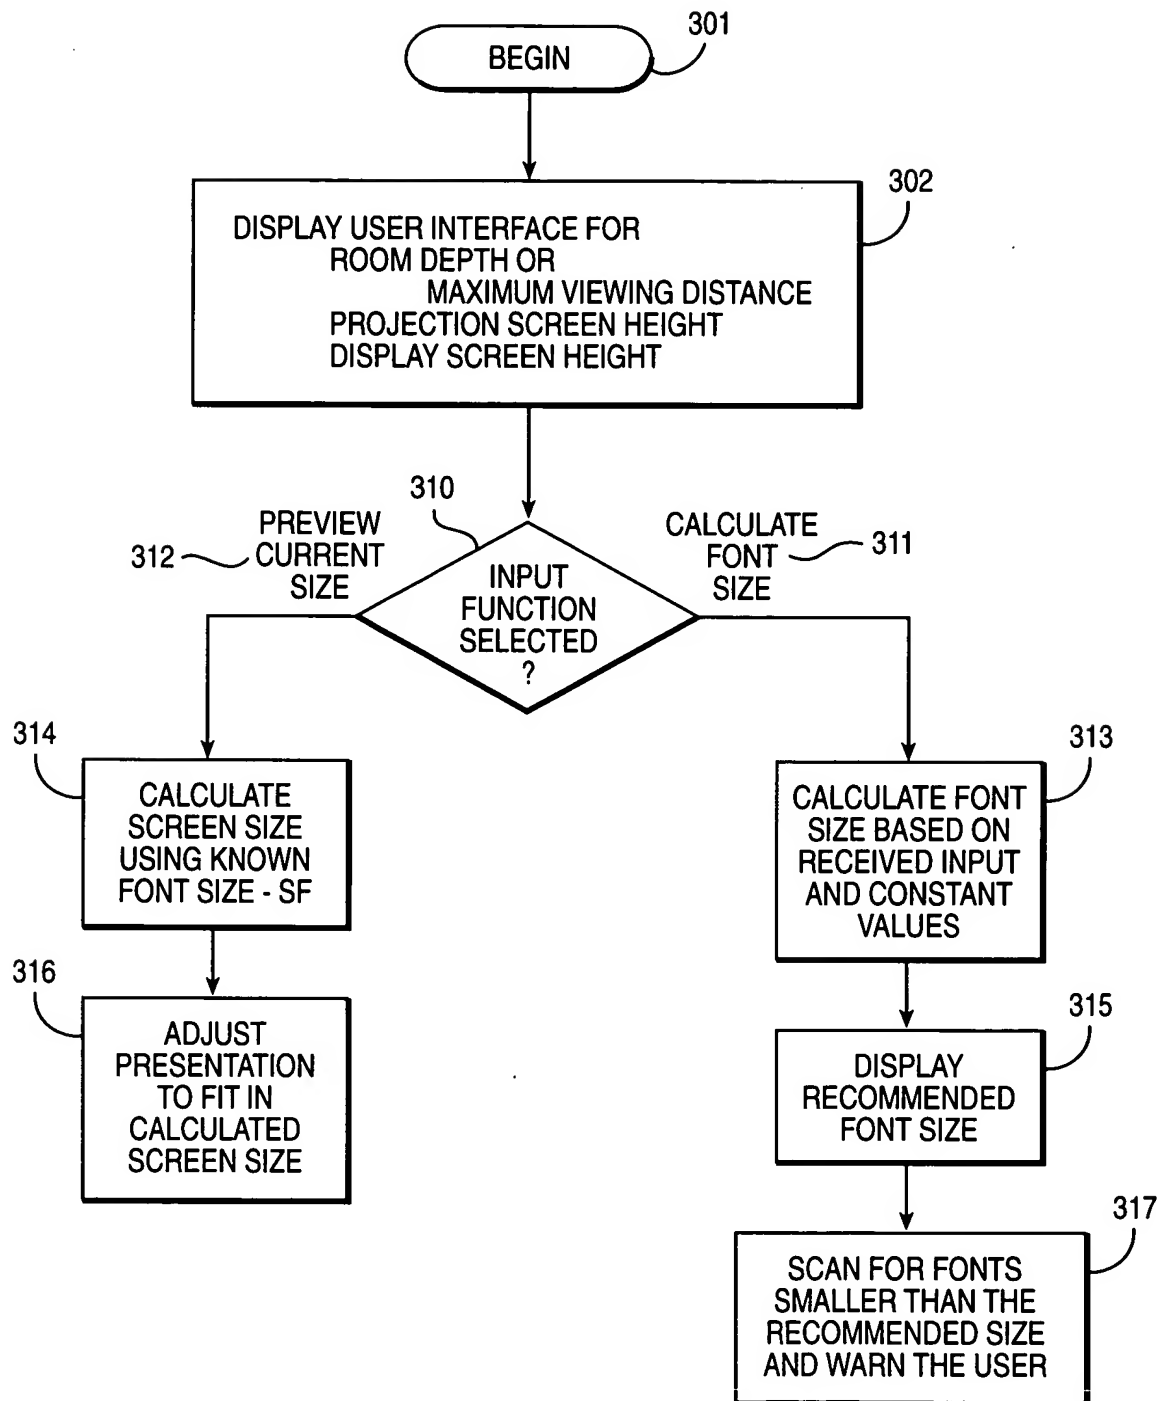 BEGIN
301
302
DISPLAY USER INTERFACE FOR
ROOM DEPTH OR
MAXIMUM VIEWING DISTANCE
PROJECTION SCREEN HEIGHT
DISPLAY SCREEN HEIGHT
310
312
PREVIEW
CURRENT
SIZE
INPUT
FUNCTION
SELECTED
?
CALCULATE
FONT
SIZE
311
314
CALCULATE
SCREEN SIZE
USING KNOWN
FONT SIZE - SF
316
ADJUST
PRESENTATION
TO FIT IN
CALCULATED
SCREEN SIZE
313
CALCULATE FONT
SIZE BASED ON
RECEIVED INPUT
AND CONSTANT
VALUES
315
DISPLAY
RECOMMENDED
FONT SIZE
317
SCAN FOR FONTS
SMALLER THAN THE
RECOMMENDED SIZE
AND WARN THE USER